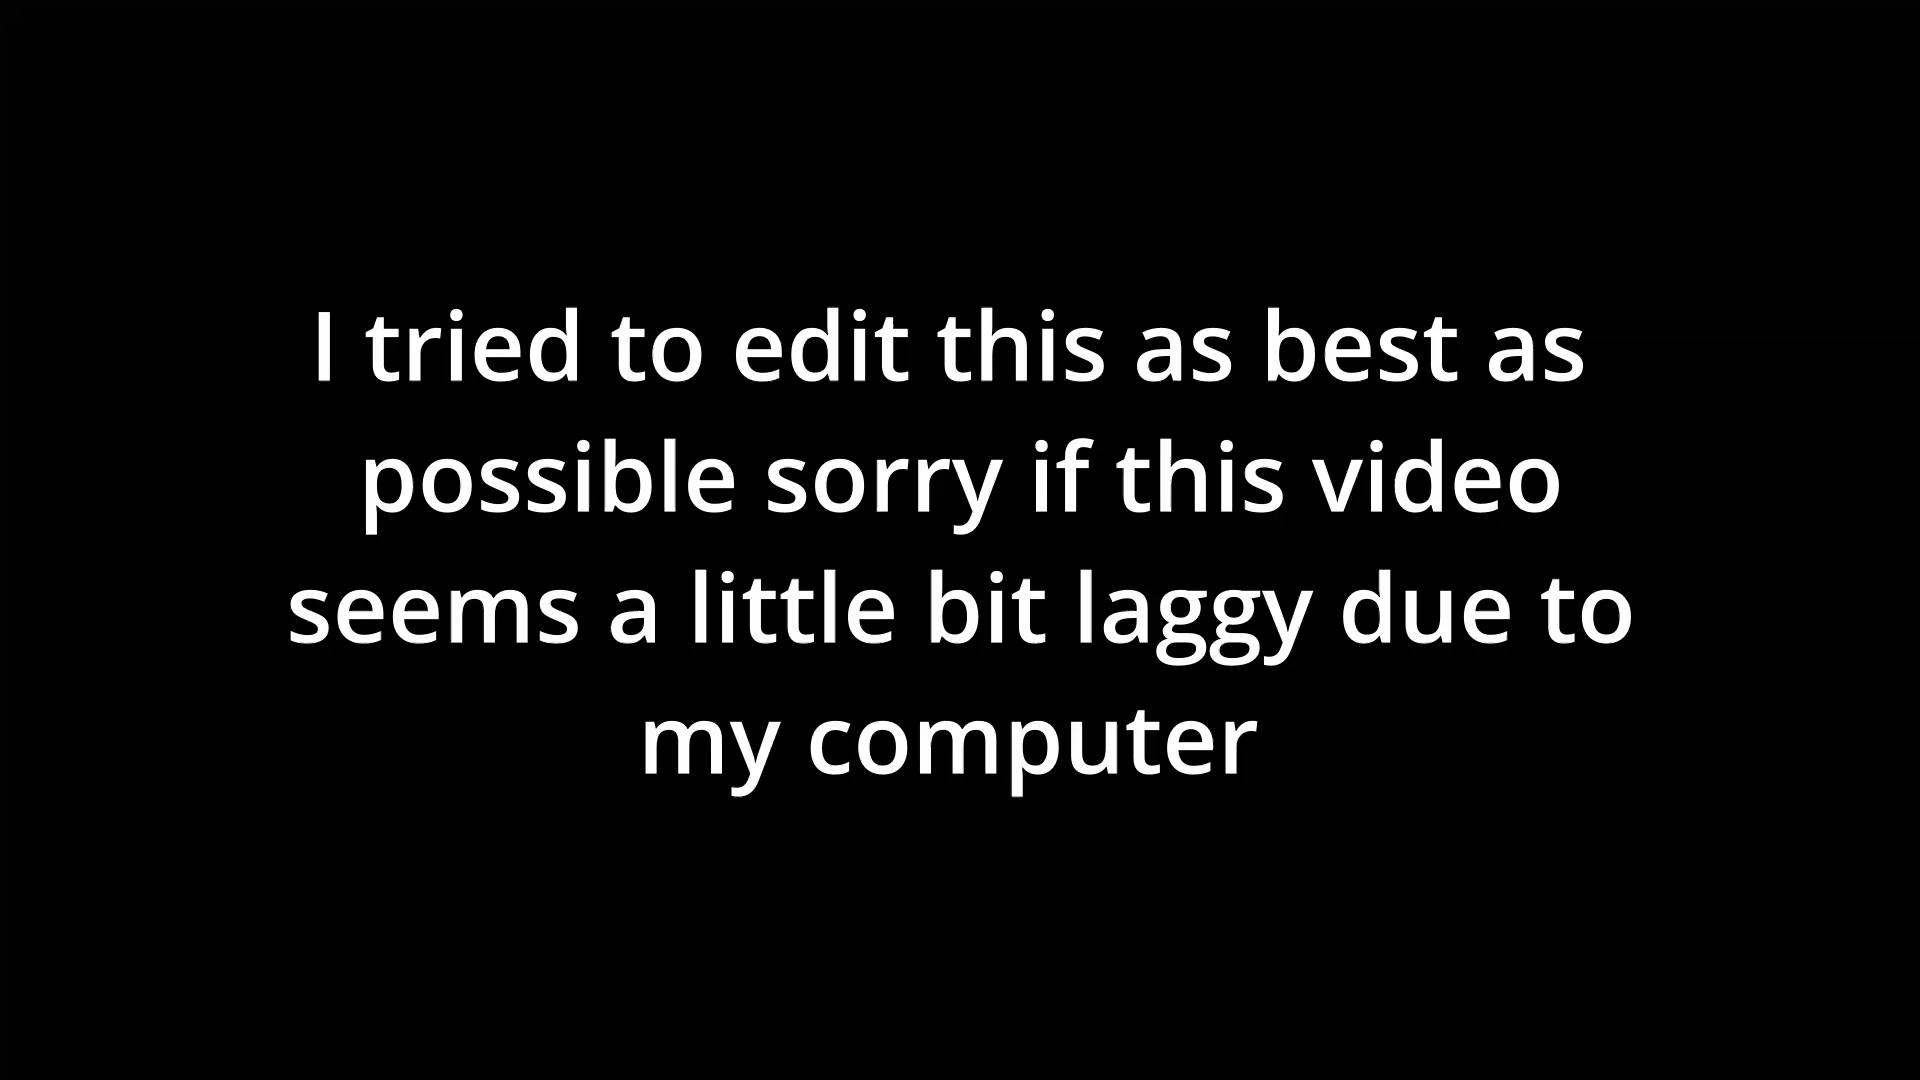 I tried to edit this as best as
possible sorry if this video
seems a little bit laggy due to
my computer